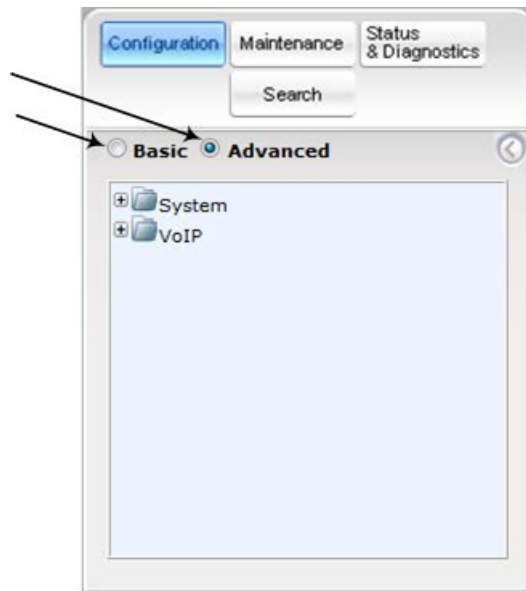 Configuration
Maintenance
Status
& Diagnostics
Search
Basic
Advanced
System
VoIP